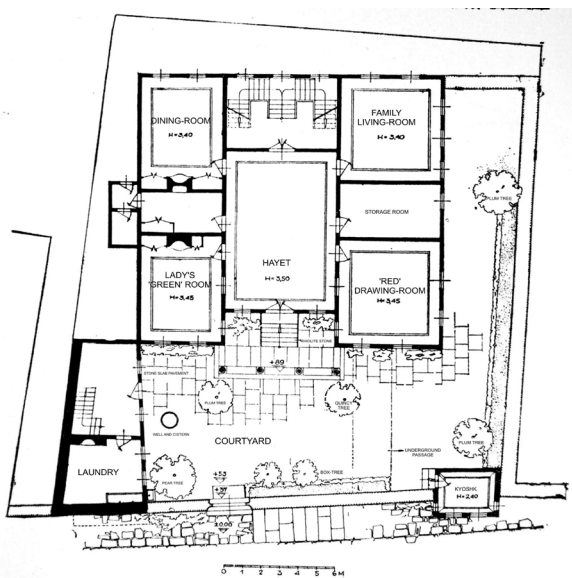 DINING-ROOM
H=3,40
FAMILY
LIVING-ROOM
H=3,40
PLUM TREE
STORAGE ROOM
HAYET
H=3,50
LADY'S
'GREEN' ROOM
H=3,45
'RED'
DRAWING-ROOM
H=3,45
STONE
+89
STONE SLAB PAVEMENT
PLUM TREE
QUINCE
TREE
WELL AND CISTERN
COURTYARD
PLUM TREE
UNDERGROUND
PASSAGE
LAUNDRY
PEAR-TREE
+53
BOX-TREE
KYOSHK
H=2,40
±0.00
0 1 2 3 4 5 6M